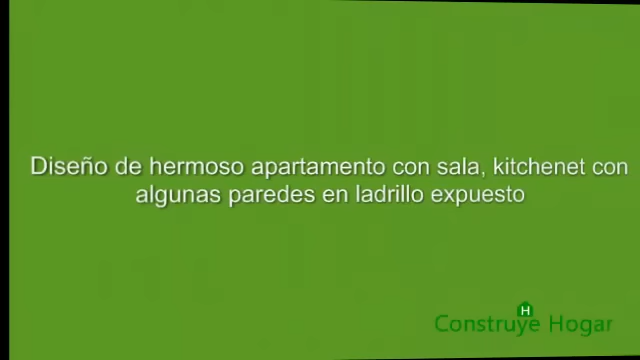 Diseño de hermoso apartamento con sala, kitchenet con
algunas paredes en ladrillo expuesto
H
Construye Hogar